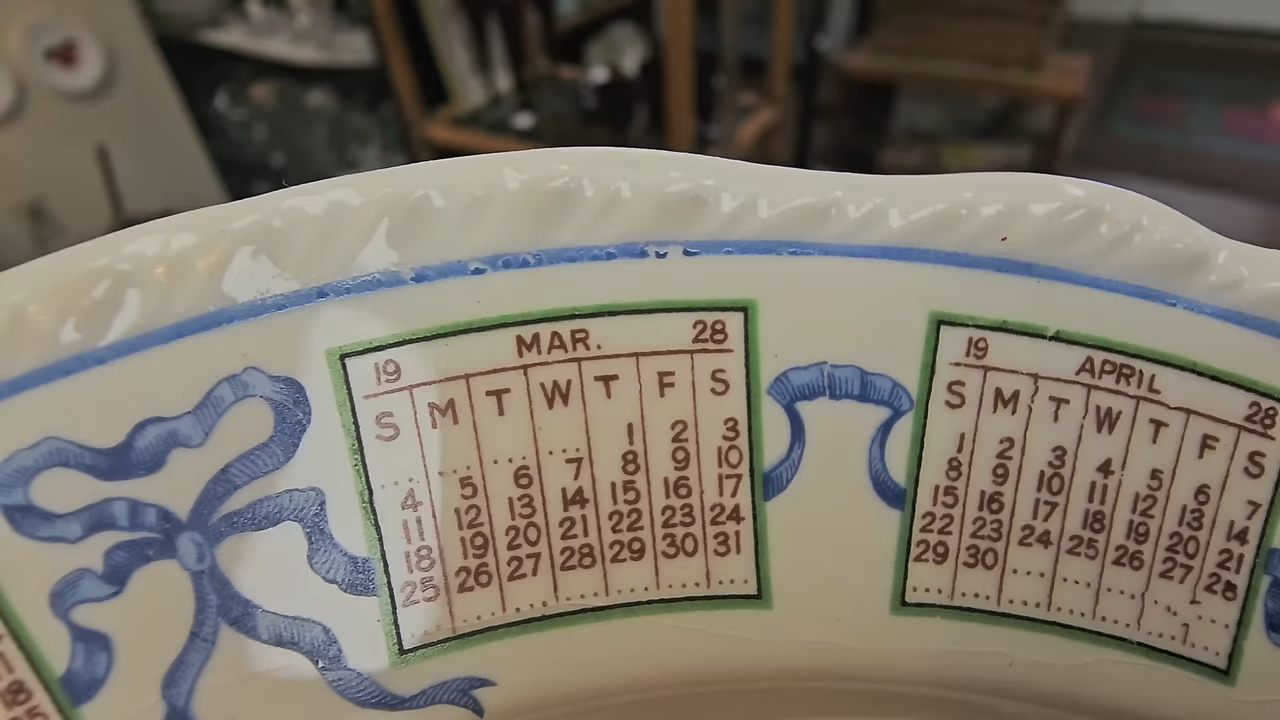 19 MAR. 28
S M T W T F S
.... .... .... .... 1 2 3
4 5 6 7 8 9 10
11 12 13 14 15 16 17
18 19 20 21 22 23 24
25 26 27 28 29 30 31
19 APRIL 28
S M T W T F S
1 2 3 4 5 6 7
8 9 10 11 12 13 14
15 16 17 18 19 20 21
22 23 24 25 26 27 28
29 30 .... .... .... .... ....